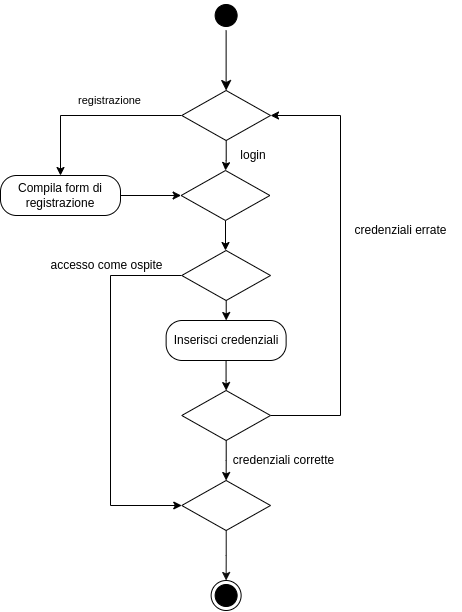 registrazione
login
Compila form di
registrazione
credenziali errate
accesso come ospite
Inserisci credenziali
credenziali corrette